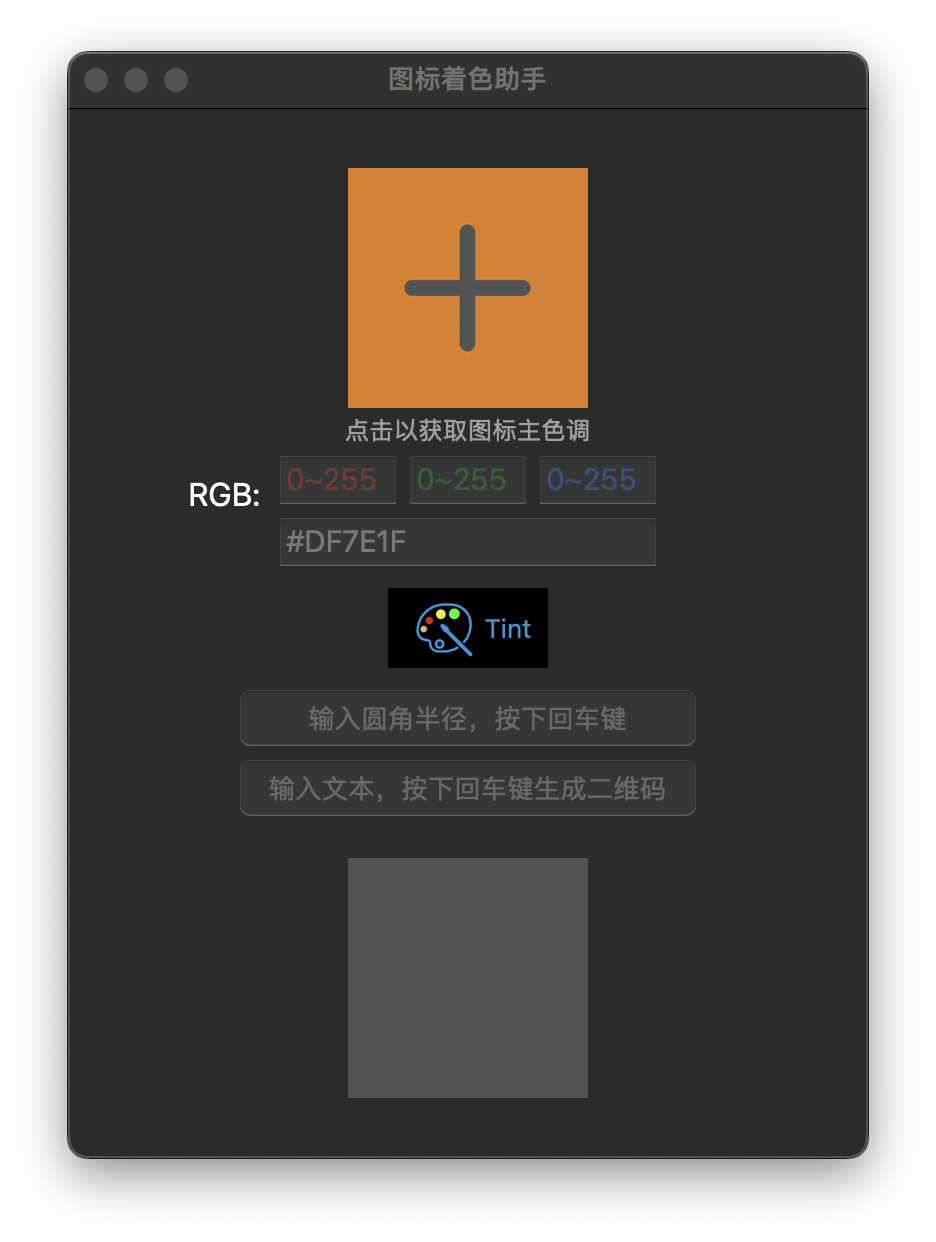 图标着色助手
点击以获取图标主色调
RGB: 0~255 0~255 0~255
#DF7E1F
Tint
输入圆角半径，按下回车键
输入文本，按下回车键生成二维码